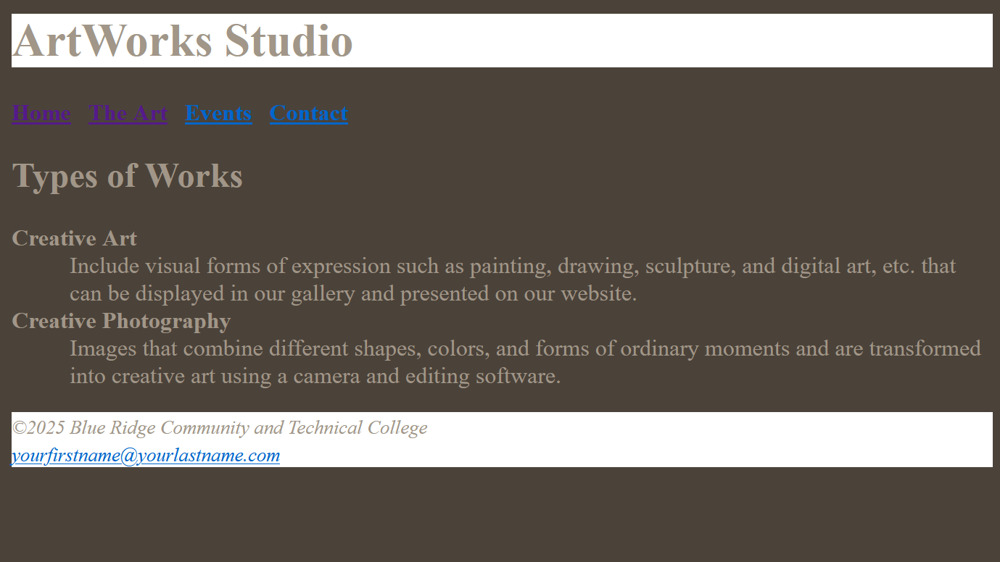 ArtWorks Studio
Home The Art Events Contact
Types of Works
Creative Art
Include visual forms of expression such as painting, drawing, sculpture, and digital art, etc. that
can be displayed in our gallery and presented on our website.
Creative Photography
Images that combine different shapes, colors, and forms of ordinary moments and are transformed
into creative art using a camera and editing software.
©2025 Blue Ridge Community and Technical College
yourfirstname@yourlastname.com